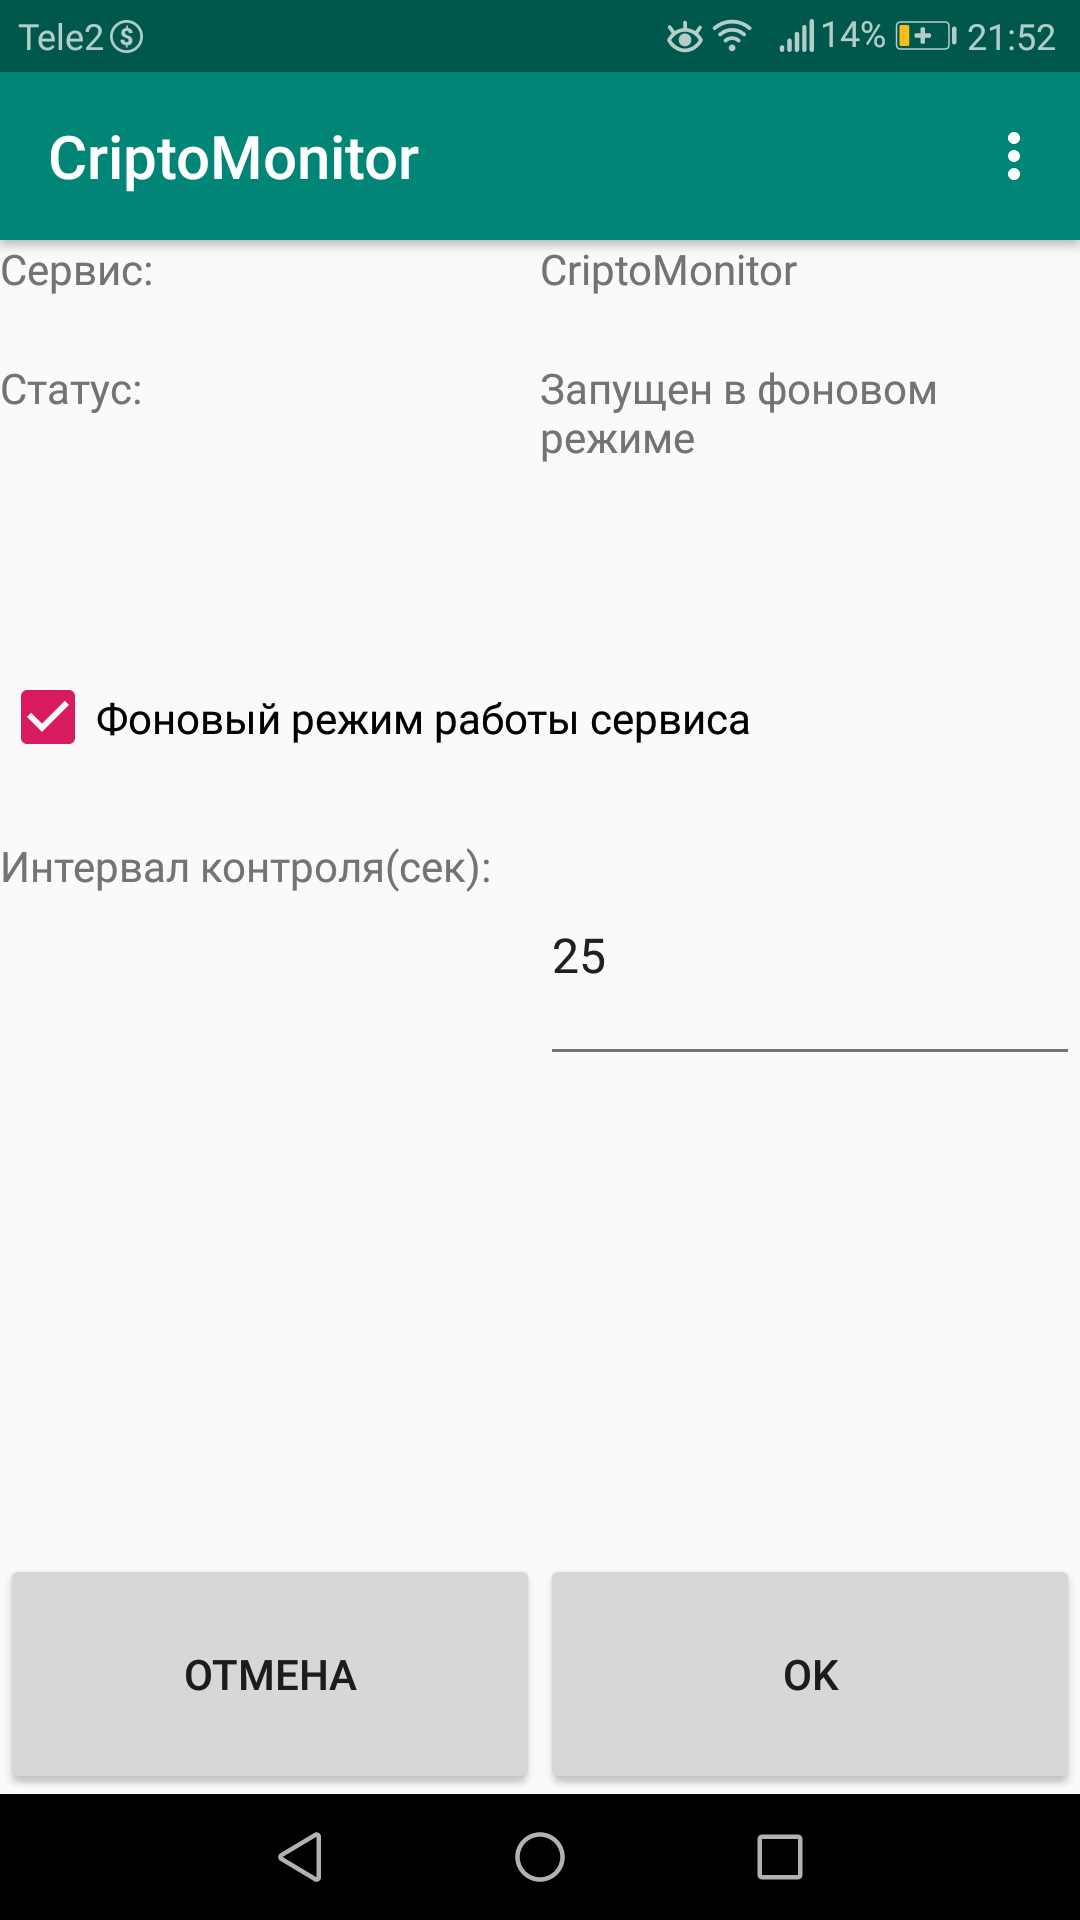 Tele2 14% 21:52
CriptoMonitor
Сервис: CriptoMonitor
Статус: Запущен в фоновом
режиме
Фоновый режим работы сервиса
Интервал контроля(сек):
25
ОТМЕНА OK